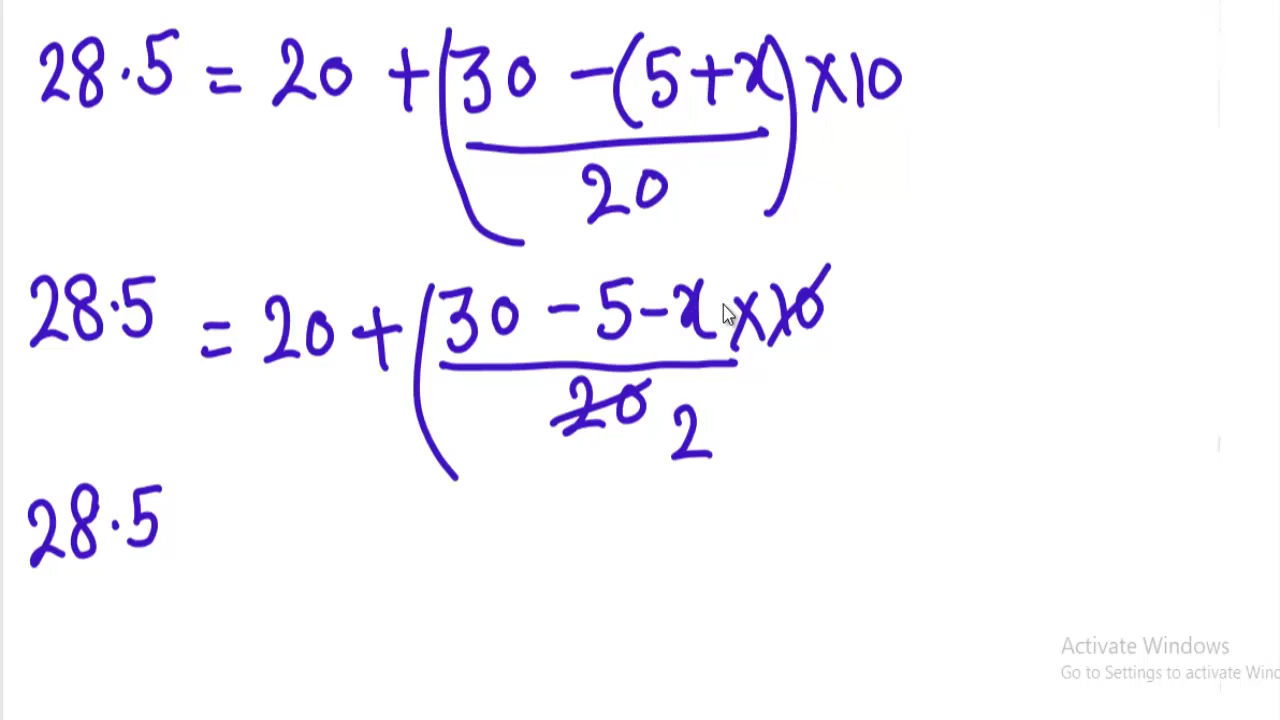 28.5 = 20 + (30 - (5+x) × 10
20
28.5 = 20 + (30 - 5 - x × 10
20 2
28.5
Activate Windows
Go to Settings to activate Wind